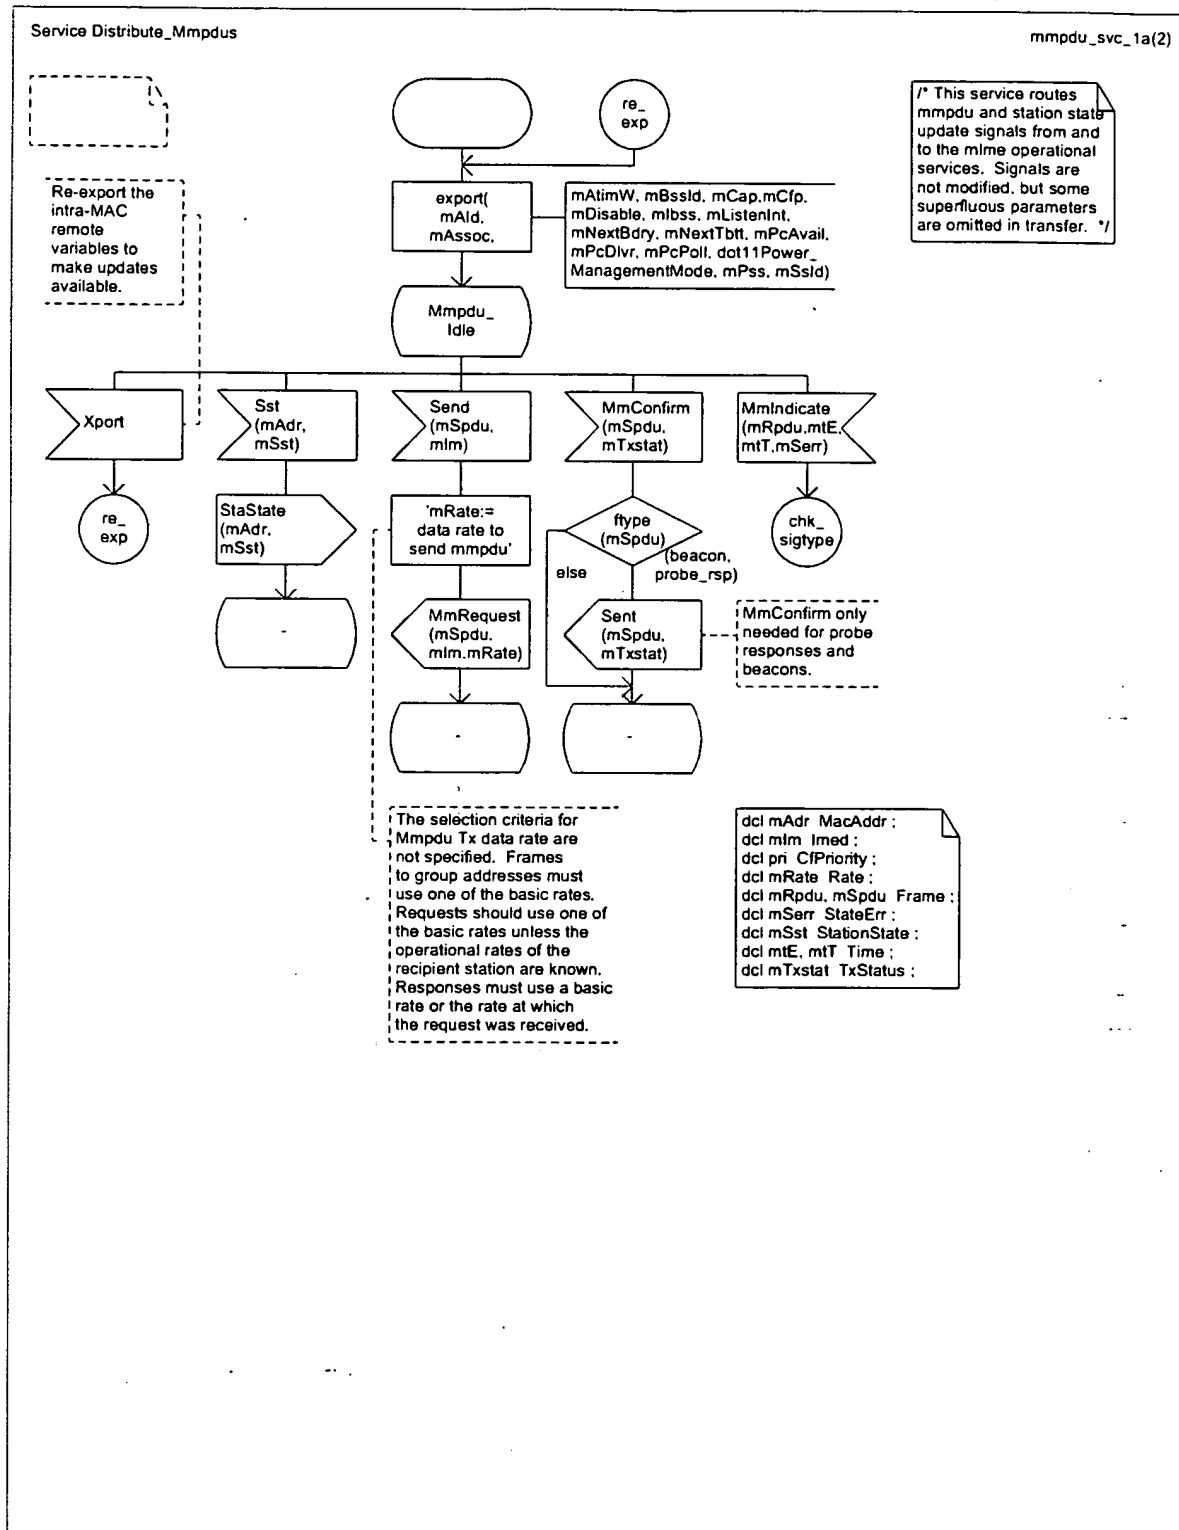 Service Distribute_Mmpdus
mmpdu_svc_1a(2)
re_
exp
/* This service routes
mmpdu and station state
update signals from and
to the mlme operational
services. Signals are
not modified, but some
superfluous parameters
are omitted in transfer. */
Re-export the
intra-MAC
remote
variables to
make updates
available.
export(
mAId,
mAssoc,
mAtimW, mBssId, mCap,mCfp,
mDisable, mIbss, mListenInt,
mNextBdry, mNextTbtt, mPcAvail,
mPcDlvr, mPcPoll, dot11Power_
ManagementMode, mPss, mSsId)
Mmpdu_
Idle
Xport
Sst
(mAdr,
mSst)
Send
(mSpdu,
mIm)
MmConfirm
(mSpdu,
mTxstat)
MmIndicate
(mRpdu,mtE,
mtT,mSerr)
re_
exp
StaState
(mAdr,
mSst)
'mRate:=
data rate to
send mmpdu'
ftype
(mSpdu)
else
(beacon,
probe_rsp)
chk_
sigtype
-
MmRequest
(mSpdu,
mIm,mRate)
Sent
(mSpdu,
mTxstat)
MmConfirm only
needed for probe
responses and
beacons.
-
-
The selection criteria for
Mmpdu Tx data rate are
not specified. Frames
to group addresses must
use one of the basic rates.
Requests should use one of
the basic rates unless the
operational rates of the
recipient station are known.
Responses must use a basic
rate or the rate at which
the request was received.
dcl mAdr MacAddr ;
dcl mIm Imed ;
dcl pri CfPriority ;
dcl mRate Rate ;
dcl mRpdu, mSpdu Frame ;
dcl mSerr StateErr ;
dcl mSst StationState ;
dcl mtE, mtT Time ;
dcl mTxstat TxStatus ;